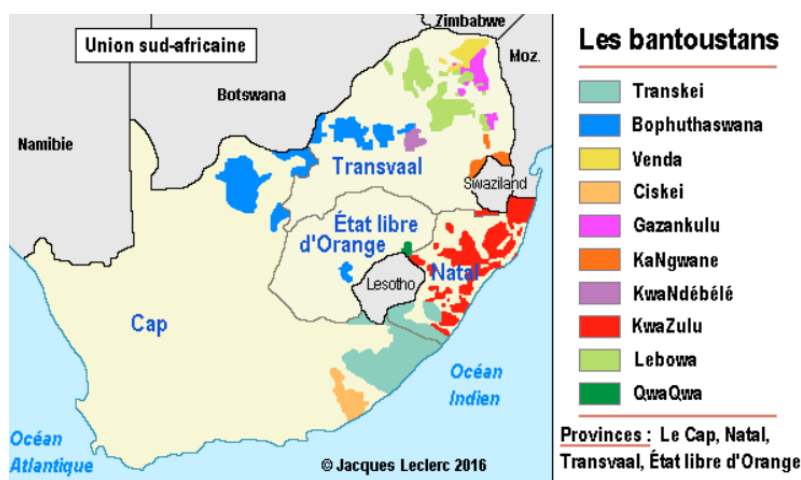 Union sud-africaine
Zimbabwe
Moz.
Botswana
Namibie
Transvaal
Swaziland
État libre
d'Orange
Natal
Lesotho
Cap
Océan
Indien
Océan
Atlantique
© Jacques Leclerc 2016
Les bantoustans
Transkei
Bophuthaswana
Venda
Ciskei
Gazankulu
KaNgwane
KwaNdébélé
KwaZulu
Lebowa
QwaQwa
Provinces : Le Cap, Natal,
Transvaal, État libre d'Orange